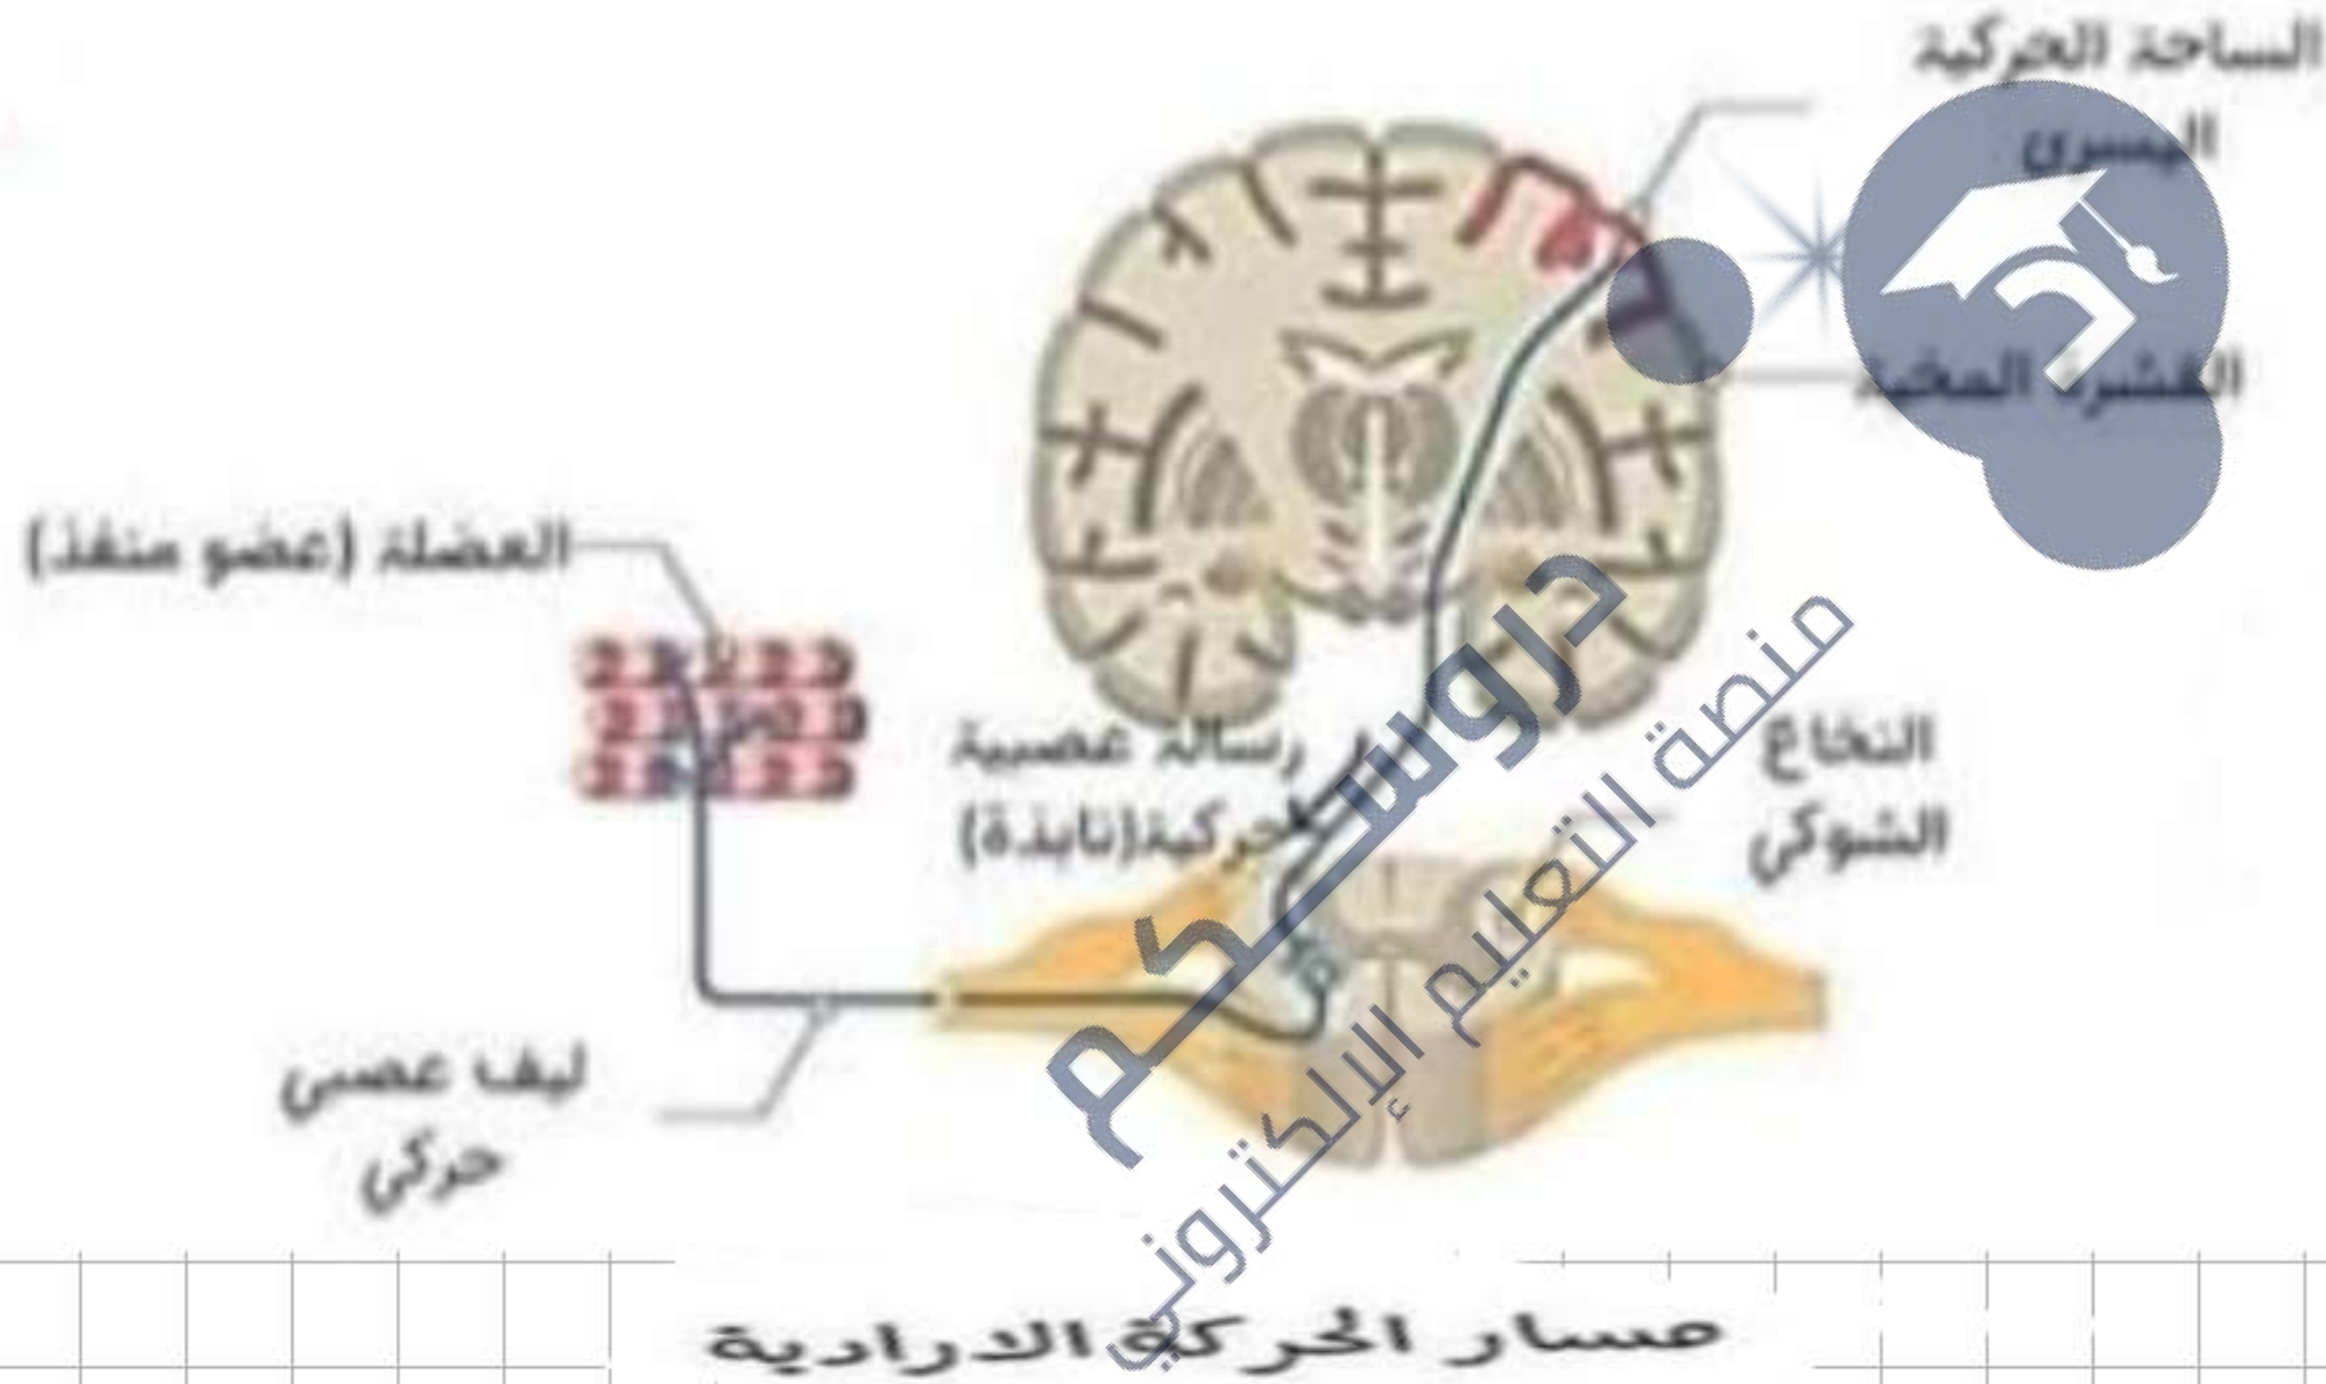 الساحة الحركية
اليسرى
القشرة المخية
العضلة (عضو منفذ)
رسالة عصبية
حركية(نابذة)
النخاع
الشوكي
ليف عصبي
حركي
دروسكم
منصة التعليم الإلكتروني
مسار الحركة الارادية